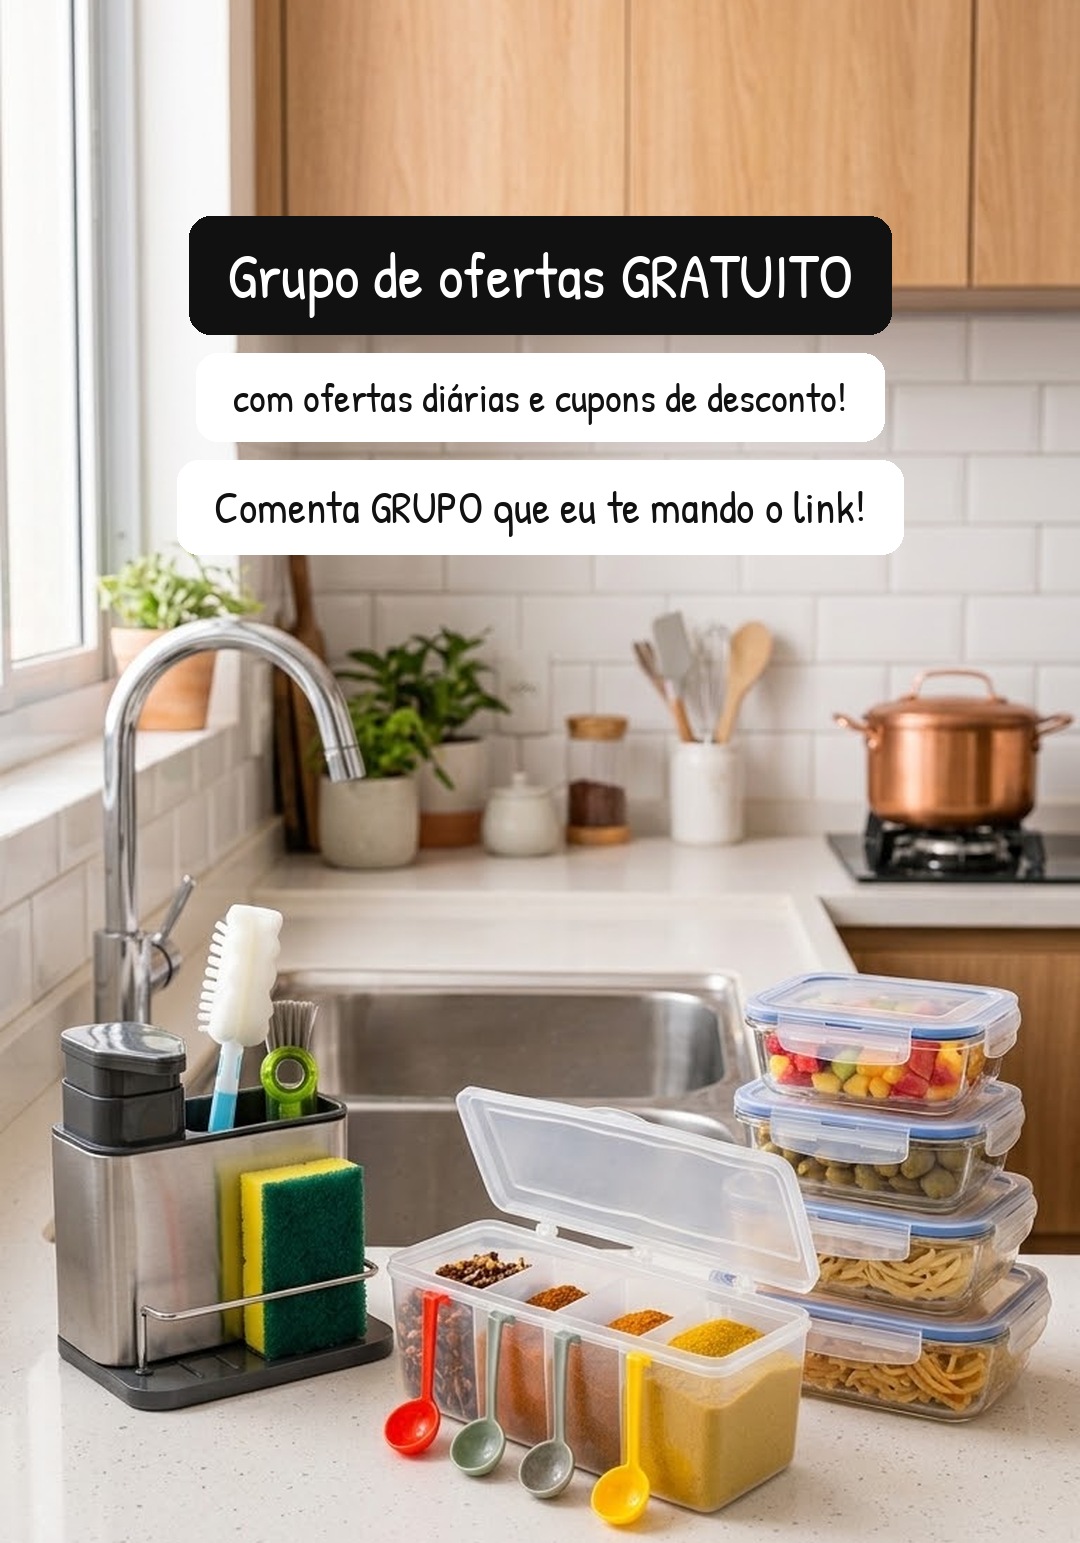 Grupo de ofertas GRATUITO
com ofertas diárias e cupons de desconto!
Comenta GRUPO que eu te mando o link!